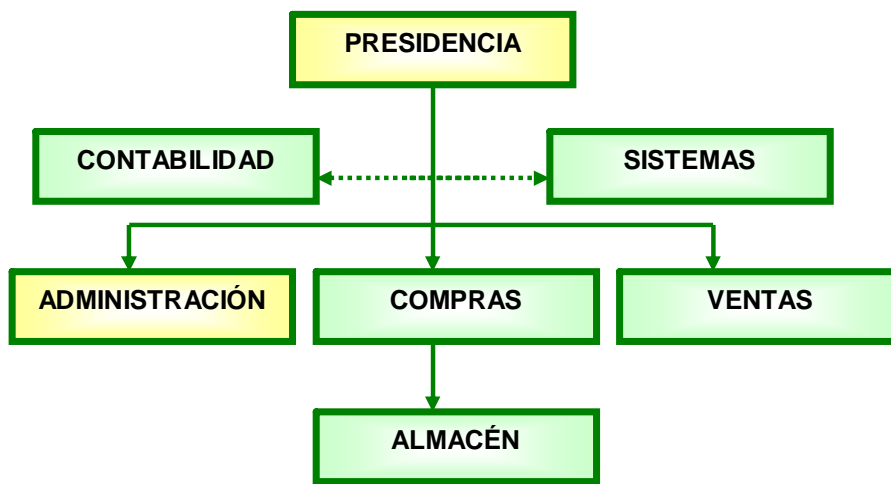 PRESIDENCIA
CONTABILIDAD
SISTEMAS
ADMINISTRACIÓN
COMPRAS
VENTAS
ALMACÉN